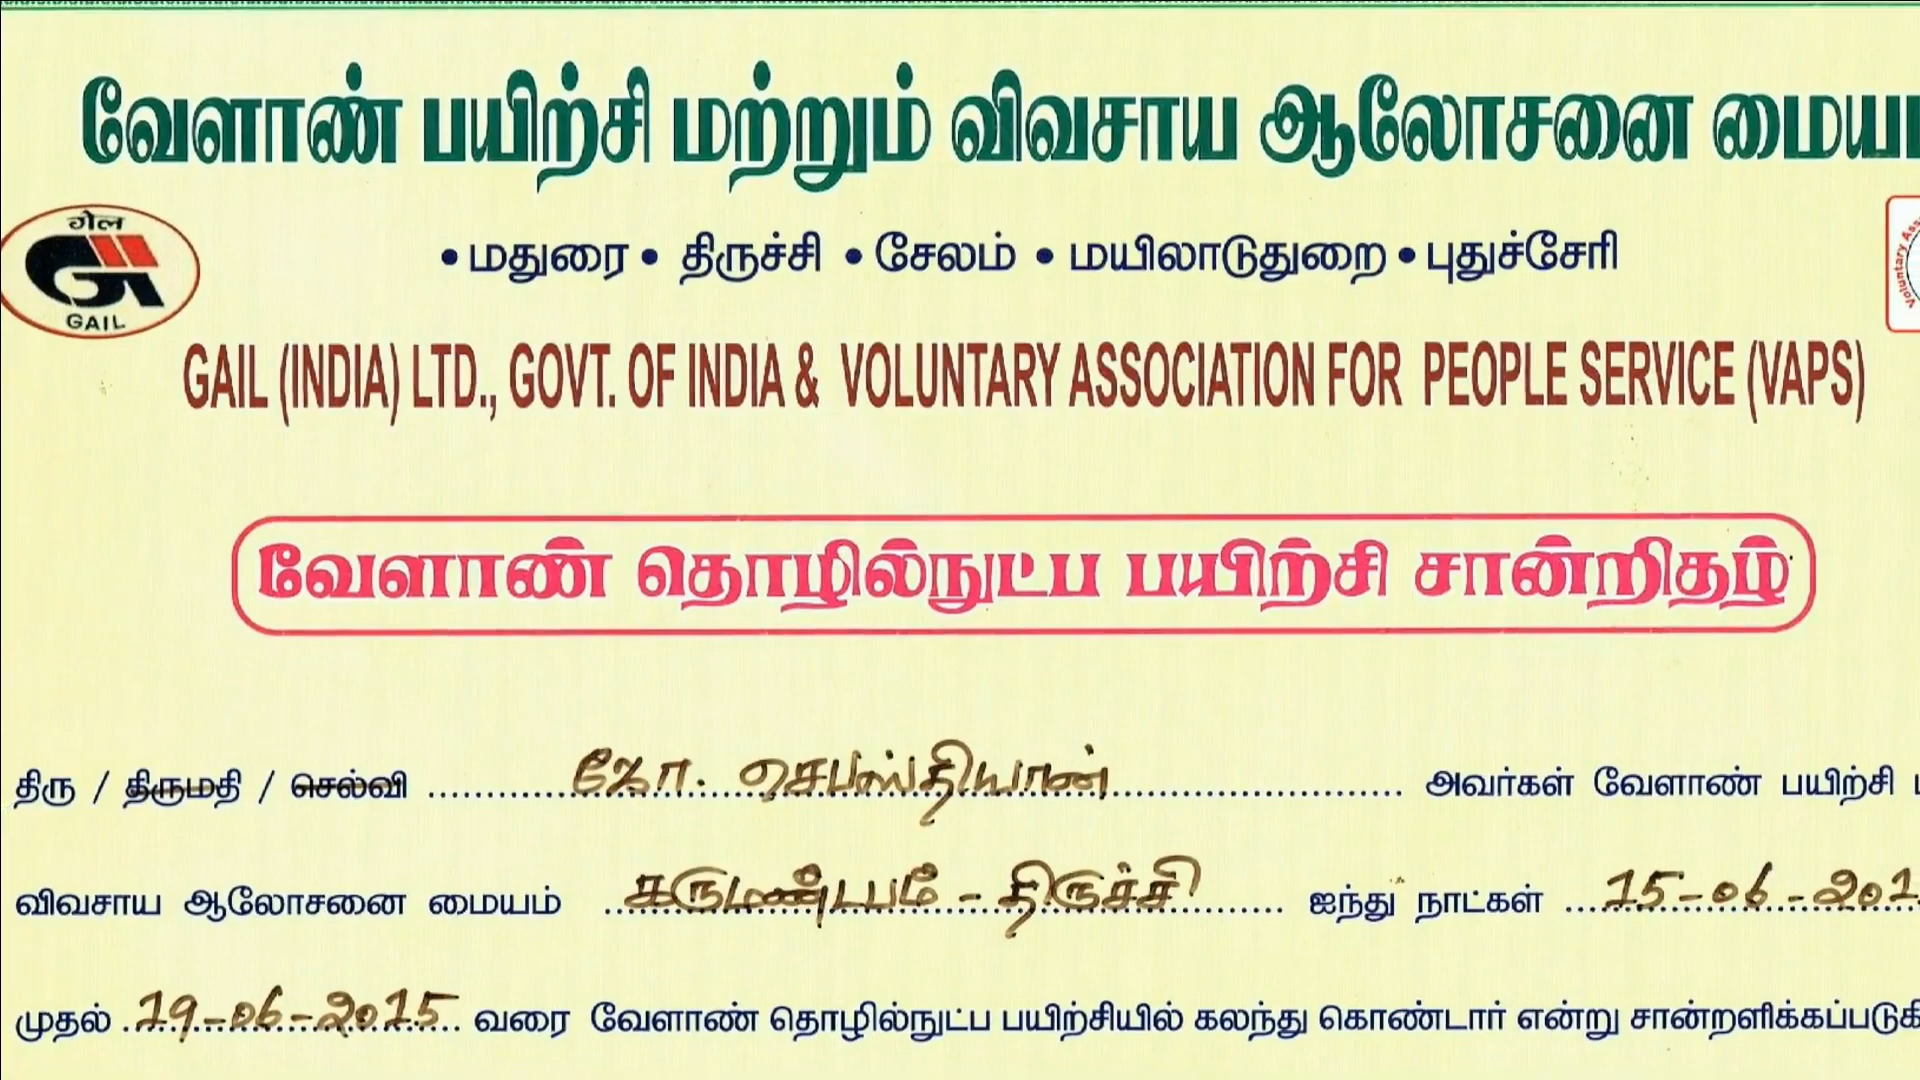 வேளாண் பயிற்சி மற்றும் விவசாய ஆலோசனை மைய
गेल
GAIL
• மதுரை • திருச்சி • சேலம் • மயிலாடுதுறை • புதுச்சேரி
Voluntary Ass
GAIL (INDIA) LTD., GOVT. OF INDIA & VOLUNTARY ASSOCIATION FOR PEOPLE SERVICE (VAPS)
வேளாண் தொழில்நுட்ப பயிற்சி சான்றிதழ்
திரு / திருமதி / செல்வி கோ. செபஸ்தியான் அவர்கள் வேளாண் பயிற்சி
விவசாய ஆலோசனை மையம் கருமண்டபம் - திருச்சி ஐந்து நாட்கள் 15-06-201
முதல் 19-06-2015 வரை வேளாண் தொழில்நுட்ப பயிற்சியில் கலந்து கொண்டார் என்று சான்றளிக்கப்படுகி